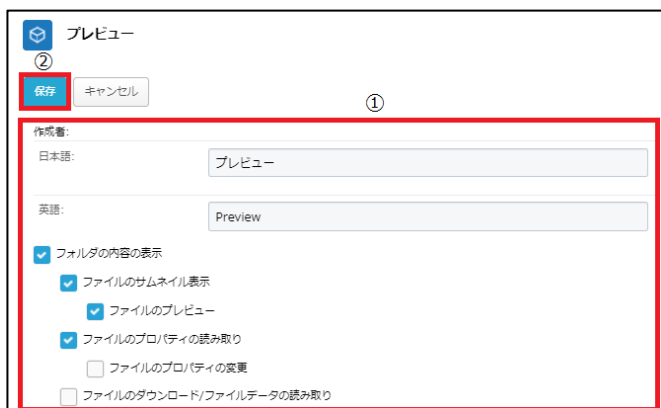 プレビュー
②
保存 キャンセル
①
作成者:
日本語: プレビュー
英語: Preview
フォルダの内容の表示
ファイルのサムネイル表示
ファイルのプレビュー
ファイルのプロパティの読み取り
ファイルのプロパティの変更
ファイルのダウンロード/ファイルデータの読み取り